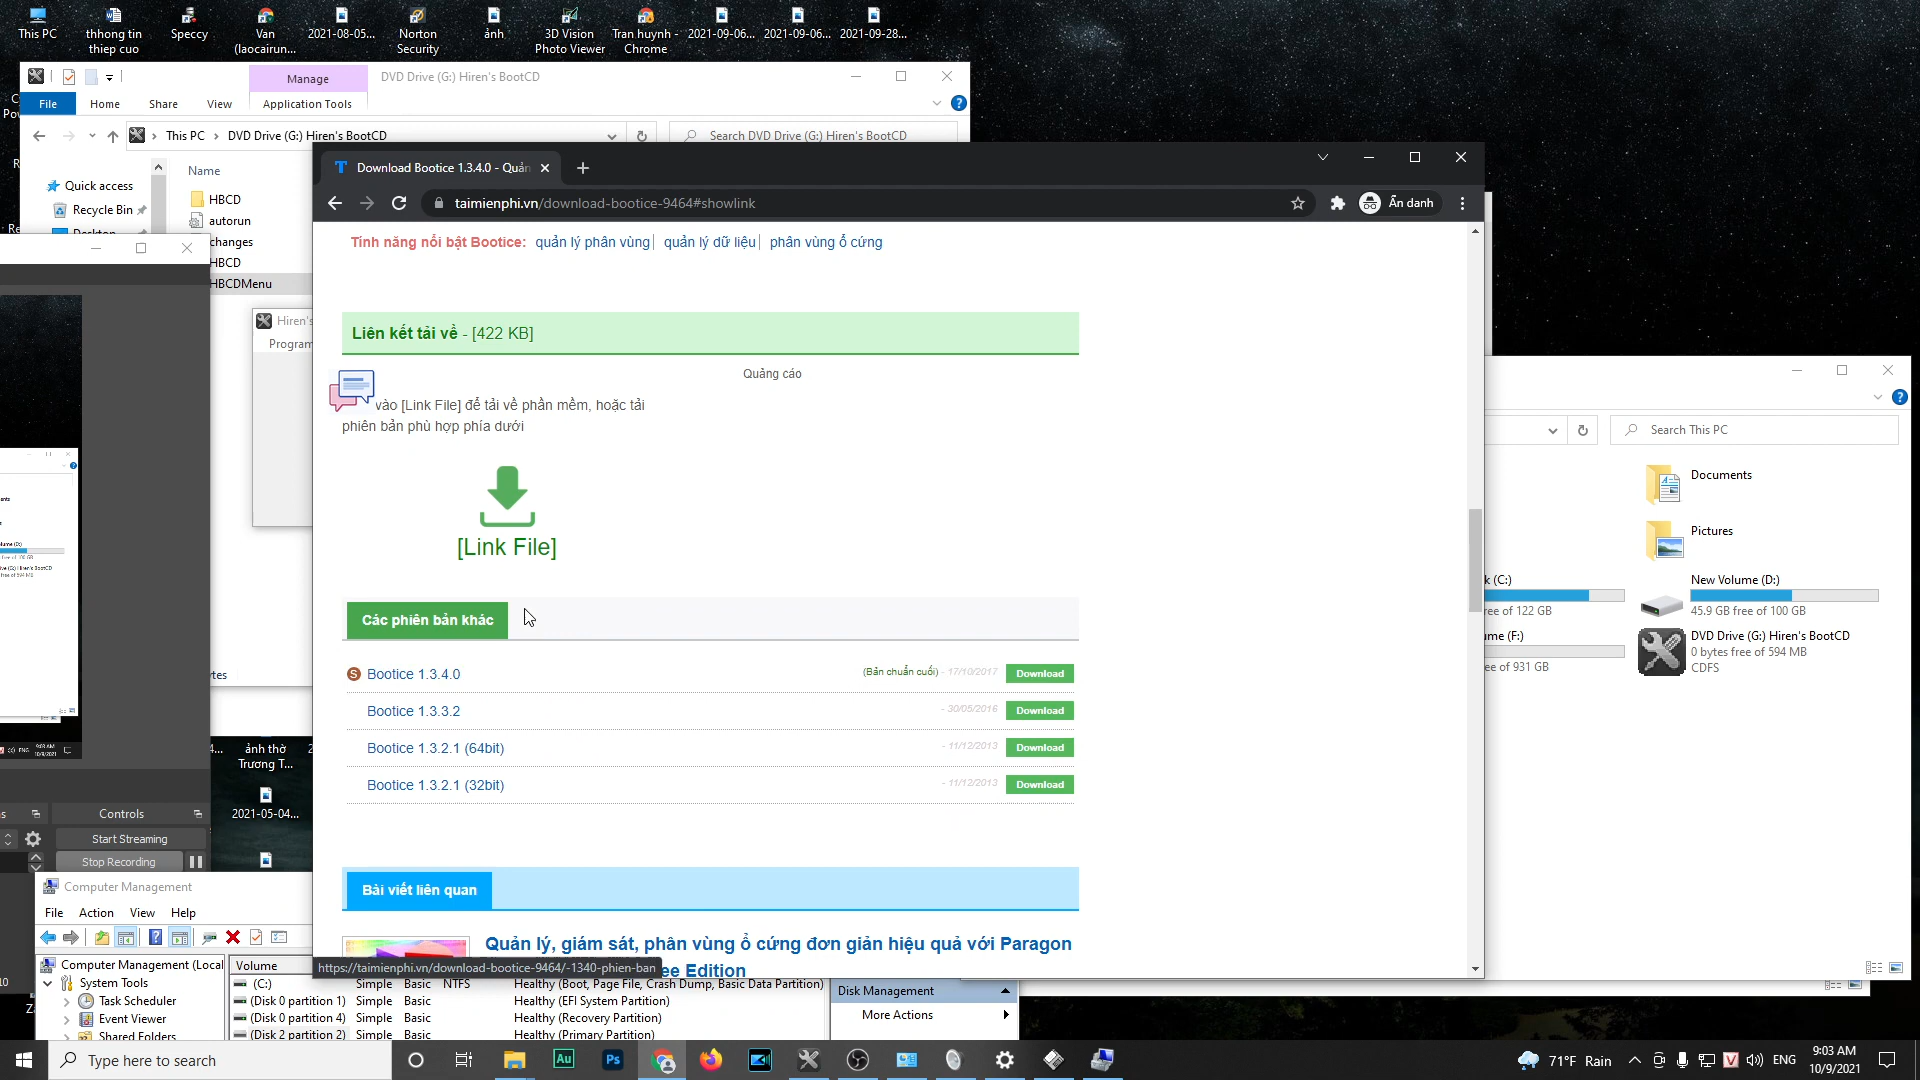 This PC
thhong tin
thiep cuo
Speccy
Van
(laocairun...
2021-08-05...
Norton
Security
ảnh
3D Vision
Photo Viewer
Tran huynh -
Chrome
2021-09-06...
2021-09-06...
2021-09-28...
Manage
DVD Drive (G:) Hiren's BootCD
File
Home
Share
View
Application Tools
This PC
DVD Drive (G:) Hiren's BootCD
Search DVD Drive (G:) Hiren's BootCD
Name
Quick access
Recycle Bin
Desktop
HBCD
autorun
changes
HBCD
HBCDMenu
Hiren's
Program
Download Bootice 1.3.4.0 - Quản
taimienphi.vn/download-bootice-9464#showlink
Ẩn danh
Tính năng nổi bật Bootice: quản lý phân vùng| quản lý dữ liệu| phân vùng ổ cứng
Liên kết tải về - [422 KB]
Quảng cáo
vào [Link File] để tải về phần mềm, hoặc tải
phiên bản phù hợp phía dưới
[Link File]
Các phiên bản khác
S Bootice 1.3.4.0 (Bản chuẩn cuối) - 17/10/2017 Download
Bootice 1.3.3.2 - 30/05/2016 Download
Bootice 1.3.2.1 (64bit) - 11/12/2013 Download
Bootice 1.3.2.1 (32bit) - 11/12/2013 Download
Bài viết liên quan
Quản lý, giám sát, phân vùng ổ cứng đơn giản hiệu quả với Paragon
ee Edition
https://taimienphi.vn/download-bootice-9464/-1340-phien-ban
Search This PC
Documents
Pictures
k (C:)
ree of 122 GB
New Volume (D:)
45.9 GB free of 100 GB
ume (F:)
ee of 931 GB
DVD Drive (G:) Hiren's BootCD
0 bytes free of 594 MB
CDFS
tes
ảnh thờ
Trương T...
2021-05-04...
Controls
Start Streaming
Stop Recording
Computer Management
File
Action
View
Help
Computer Management (Local
System Tools
Task Scheduler
Event Viewer
Shared Folders
Volume
(C:) Simple Basic NTFS Healthy (Boot, Page File, Crash Dump, Basic Data Partition)
(Disk 0 partition 1) Simple Basic Healthy (EFI System Partition)
(Disk 0 partition 4) Simple Basic Healthy (Recovery Partition)
(Disk 2 partition 2) Simple Basic Healthy (Primary Partition)
Disk Management
More Actions
Type here to search
Au
Ps
71°F Rain
V
ENG
9:03 AM
10/9/2021